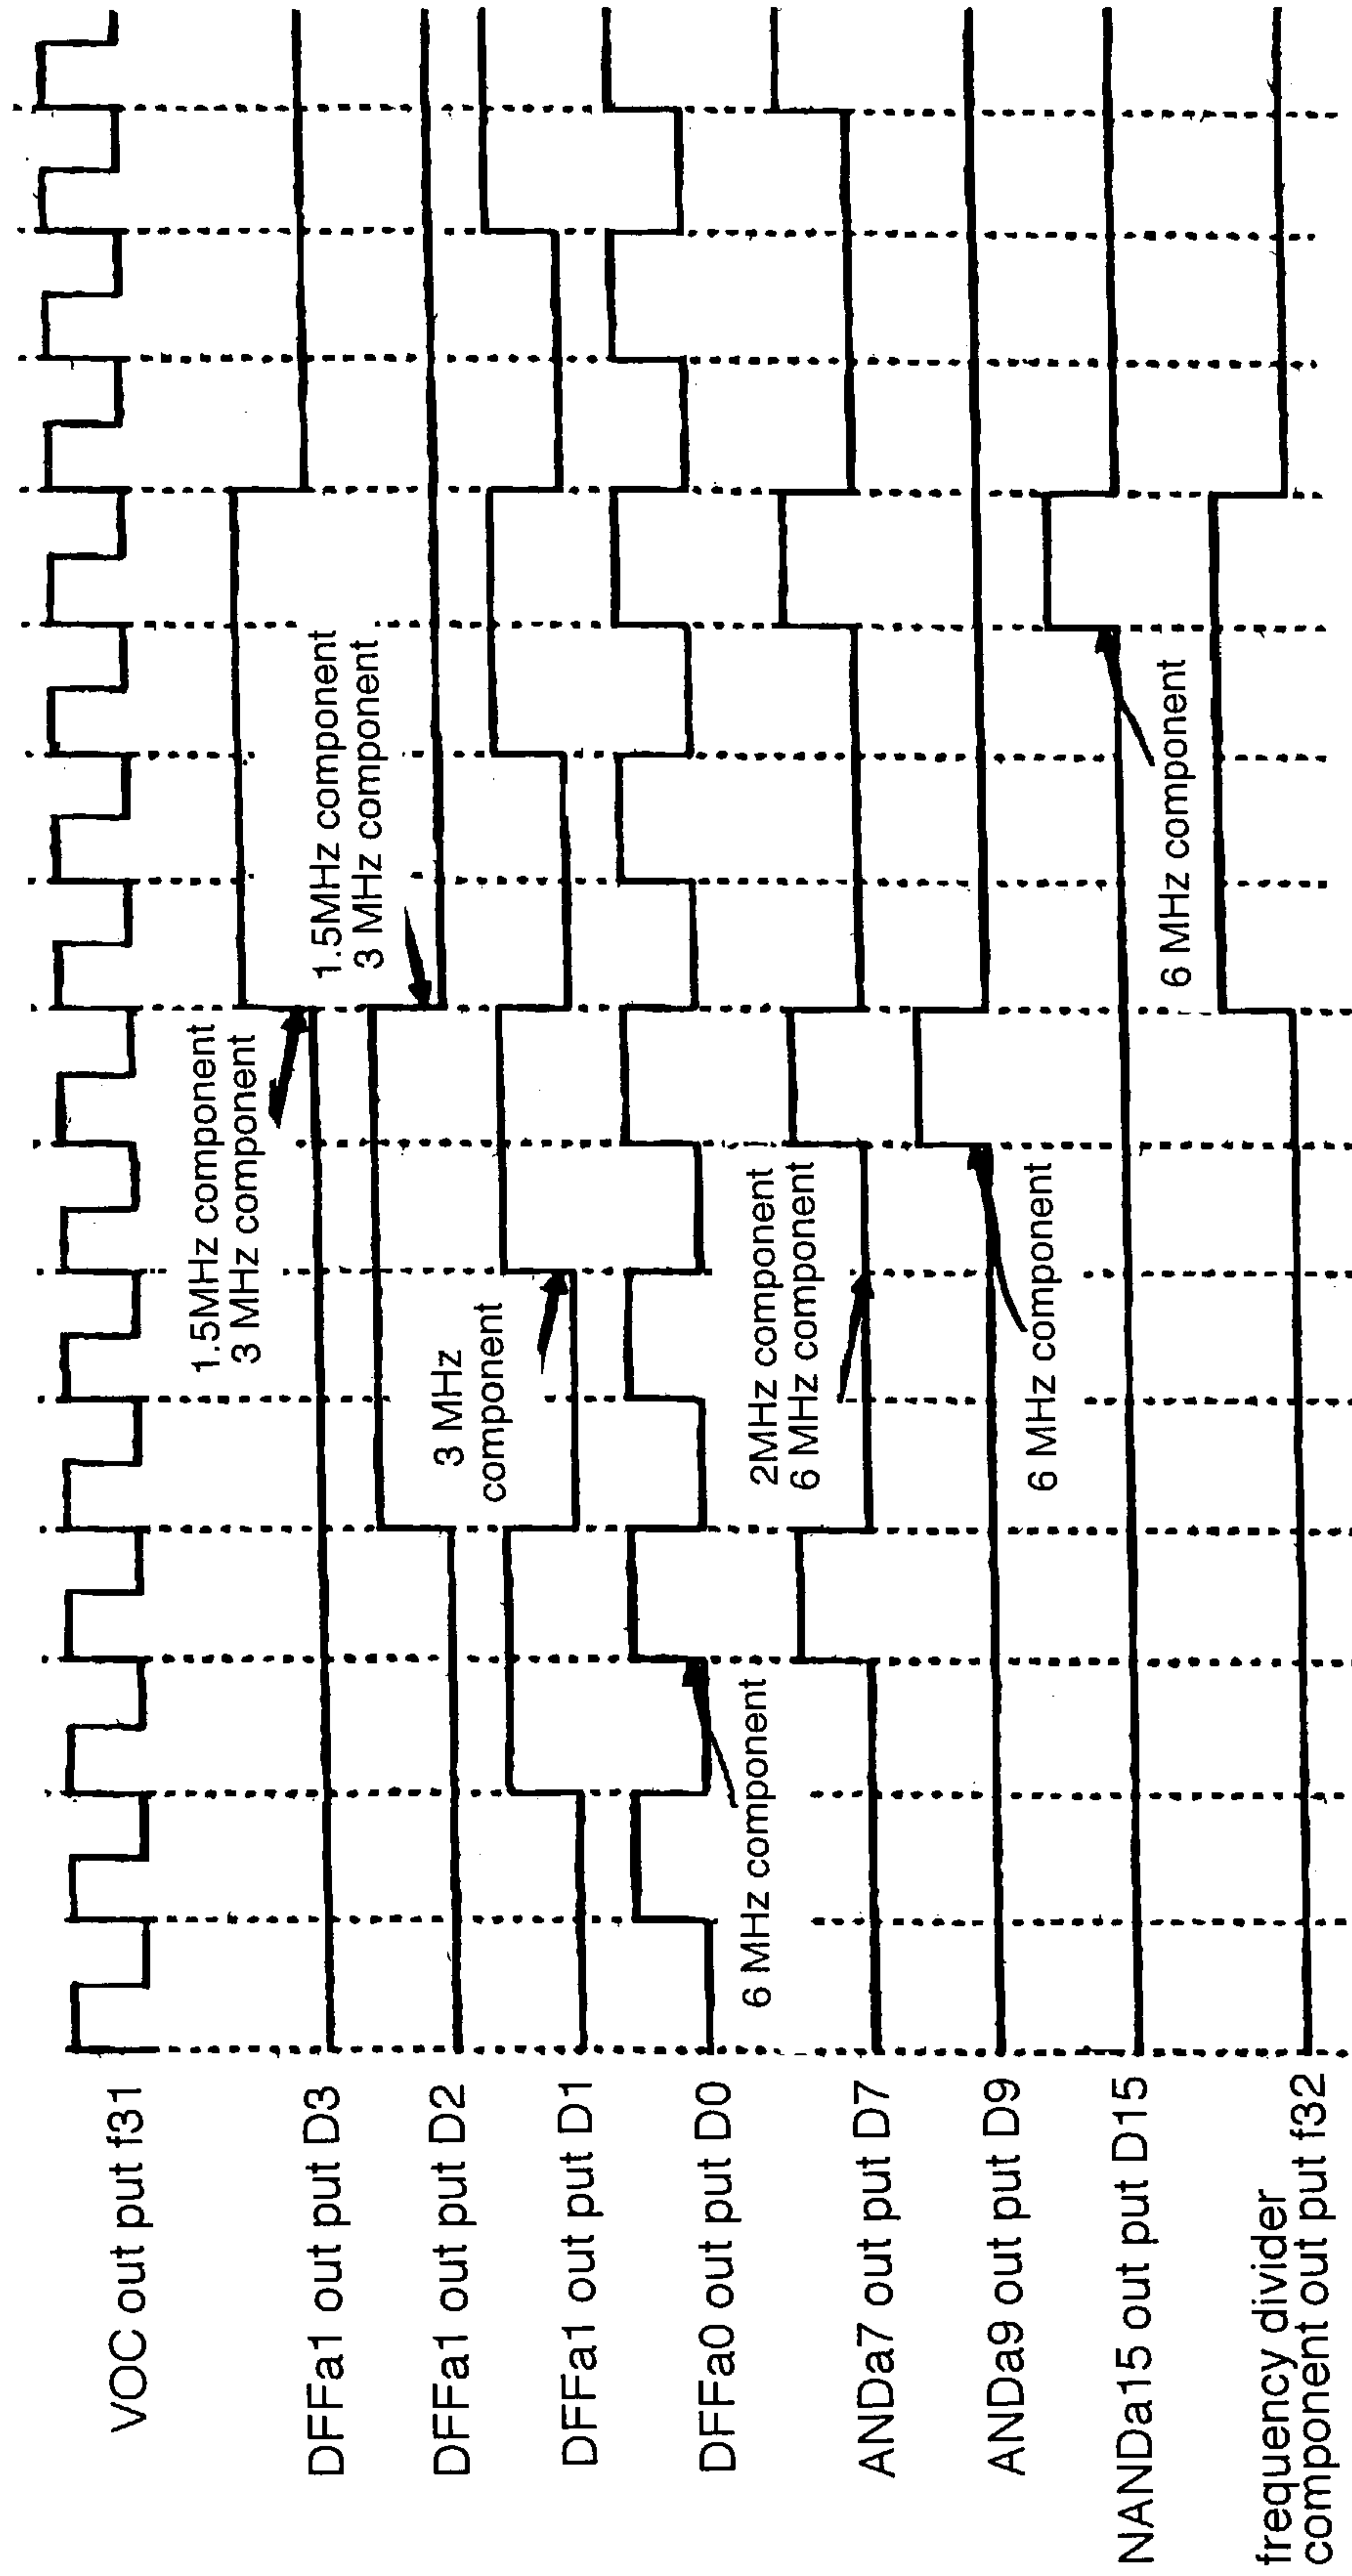 VOC out put f31
DFFa1 out put D3
1.5MHz component
3 MHz component
DFFa1 out put D2
1.5MHz component
3 MHz component
DFFa1 out put D1
3 MHz
component
DFFa0 out put D0
6 MHz component
ANDa7 out put D7
2MHz component
6 MHz component
ANDa9 out put D9
6 MHz component
NANDa15 out put D15
6 MHz component
frequency divider
component out put f32